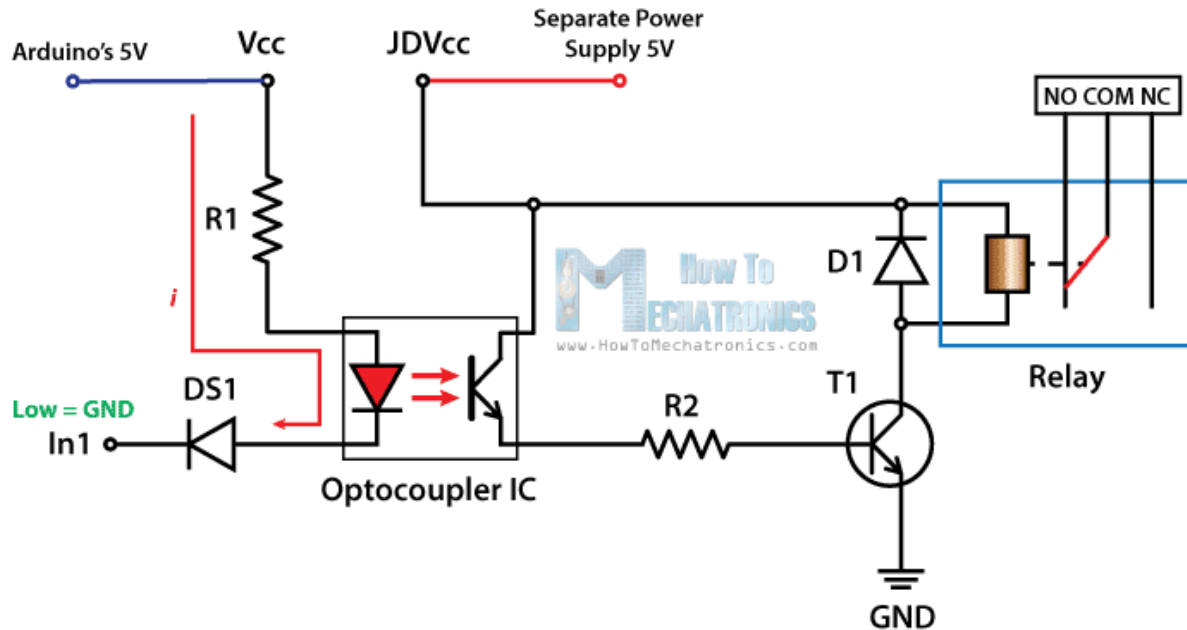 Separate Power
Supply 5V
Arduino's 5V
Vcc
JDVcc
NO COM NC
R1
D1
How To
MECHATRONICS
www.HowToMechatronics.com
i
Relay
DS1
T1
Low = GND
R2
In1
Optocoupler IC
GND